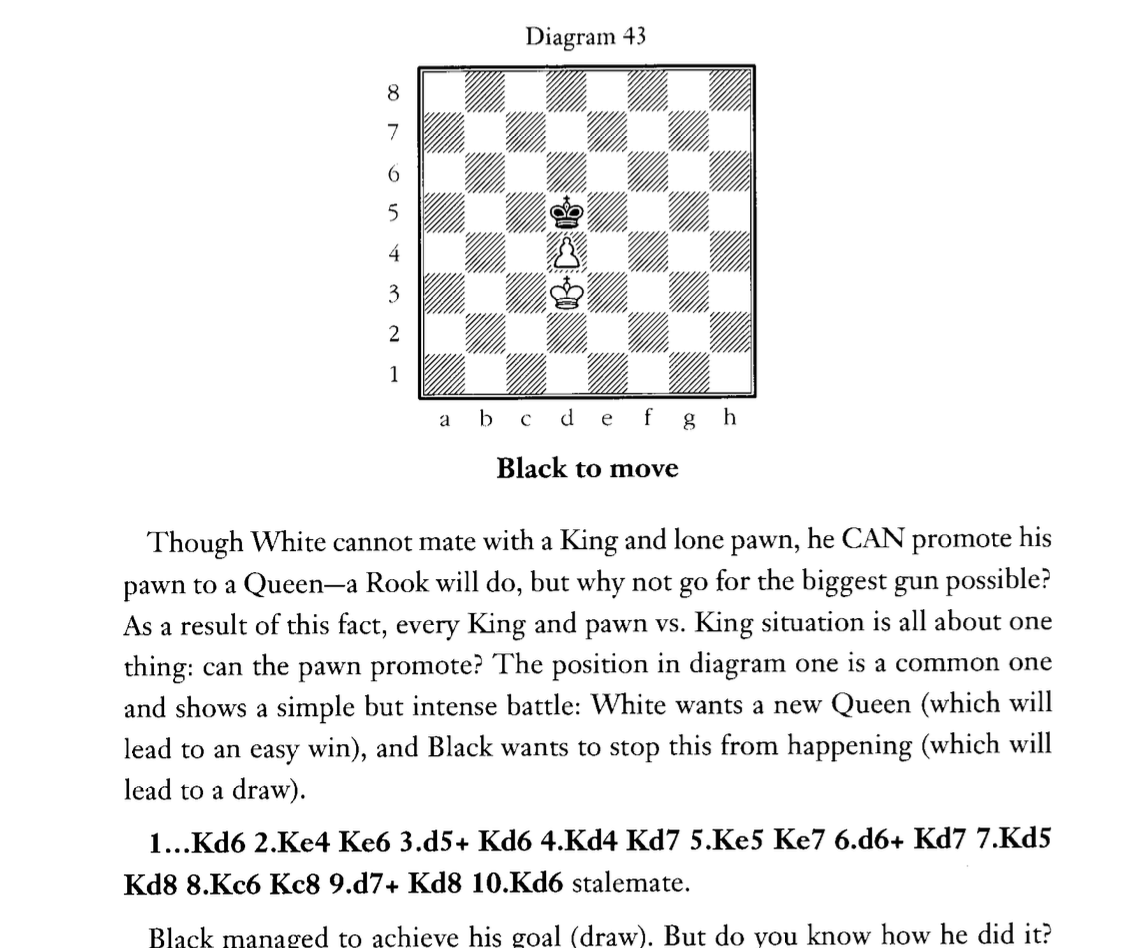 Diagram 43
8
7
6
5
4
3
2
1
a b c d e f g h
Black to move
Though White cannot mate with a King and lone pawn, he CAN promote his
pawn to a Queen—a Rook will do, but why not go for the biggest gun possible?
As a result of this fact, every King and pawn vs. King situation is all about one
thing: can the pawn promote? The position in diagram one is a common one
and shows a simple but intense battle: White wants a new Queen (which will
lead to an easy win), and Black wants to stop this from happening (which will
lead to a draw).
1...Kd6 2.Ke4 Ke6 3.d5+ Kd6 4.Kd4 Kd7 5.Ke5 Ke7 6.d6+ Kd7 7.Kd5
Kd8 8.Kc6 Kc8 9.d7+ Kd8 10.Kd6 stalemate.
Black managed to achieve his goal (draw). But do you know how he did it?